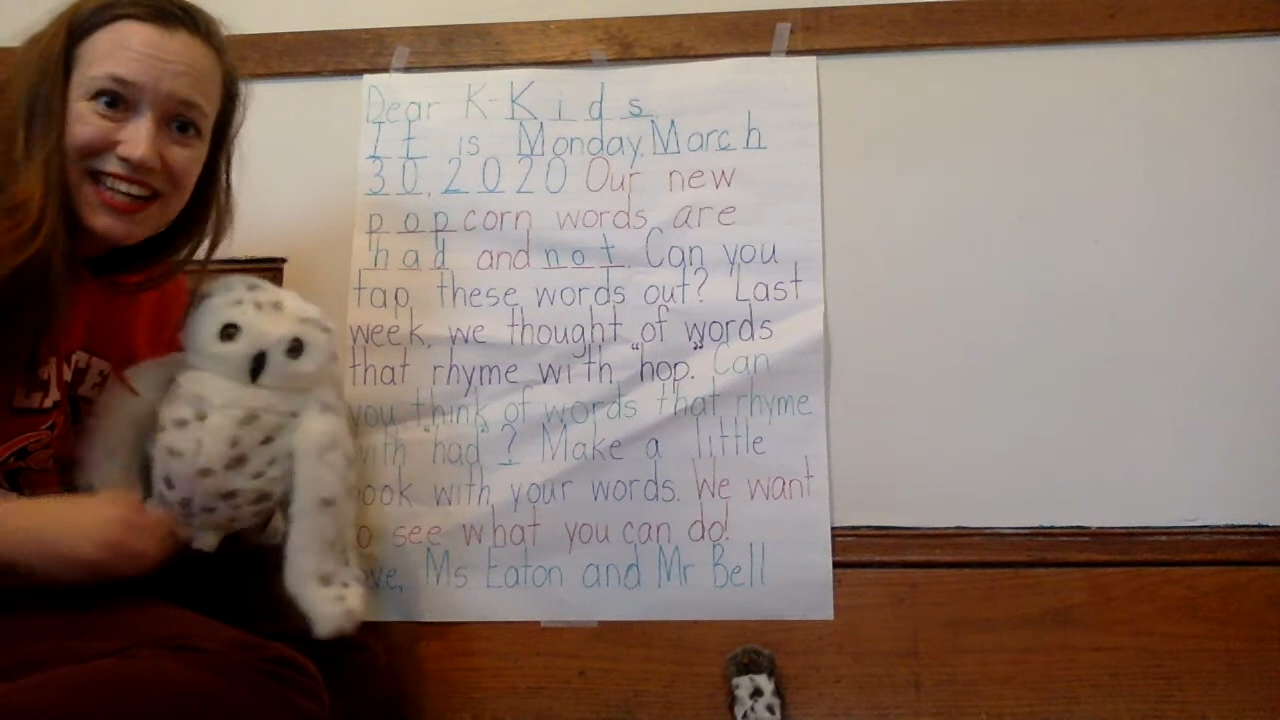 Dear K-Kids
It is Monday, March
30, 2020 Our new
popcorn words are
had and not. Can you
tap these words out? Last
week, we thought of words
that rhyme with "hop." Can
you think of words that rhyme
with "had"? Make a little
ook with your words. We want
o see what you can do!
ve, Ms Eaton and Mr Bell